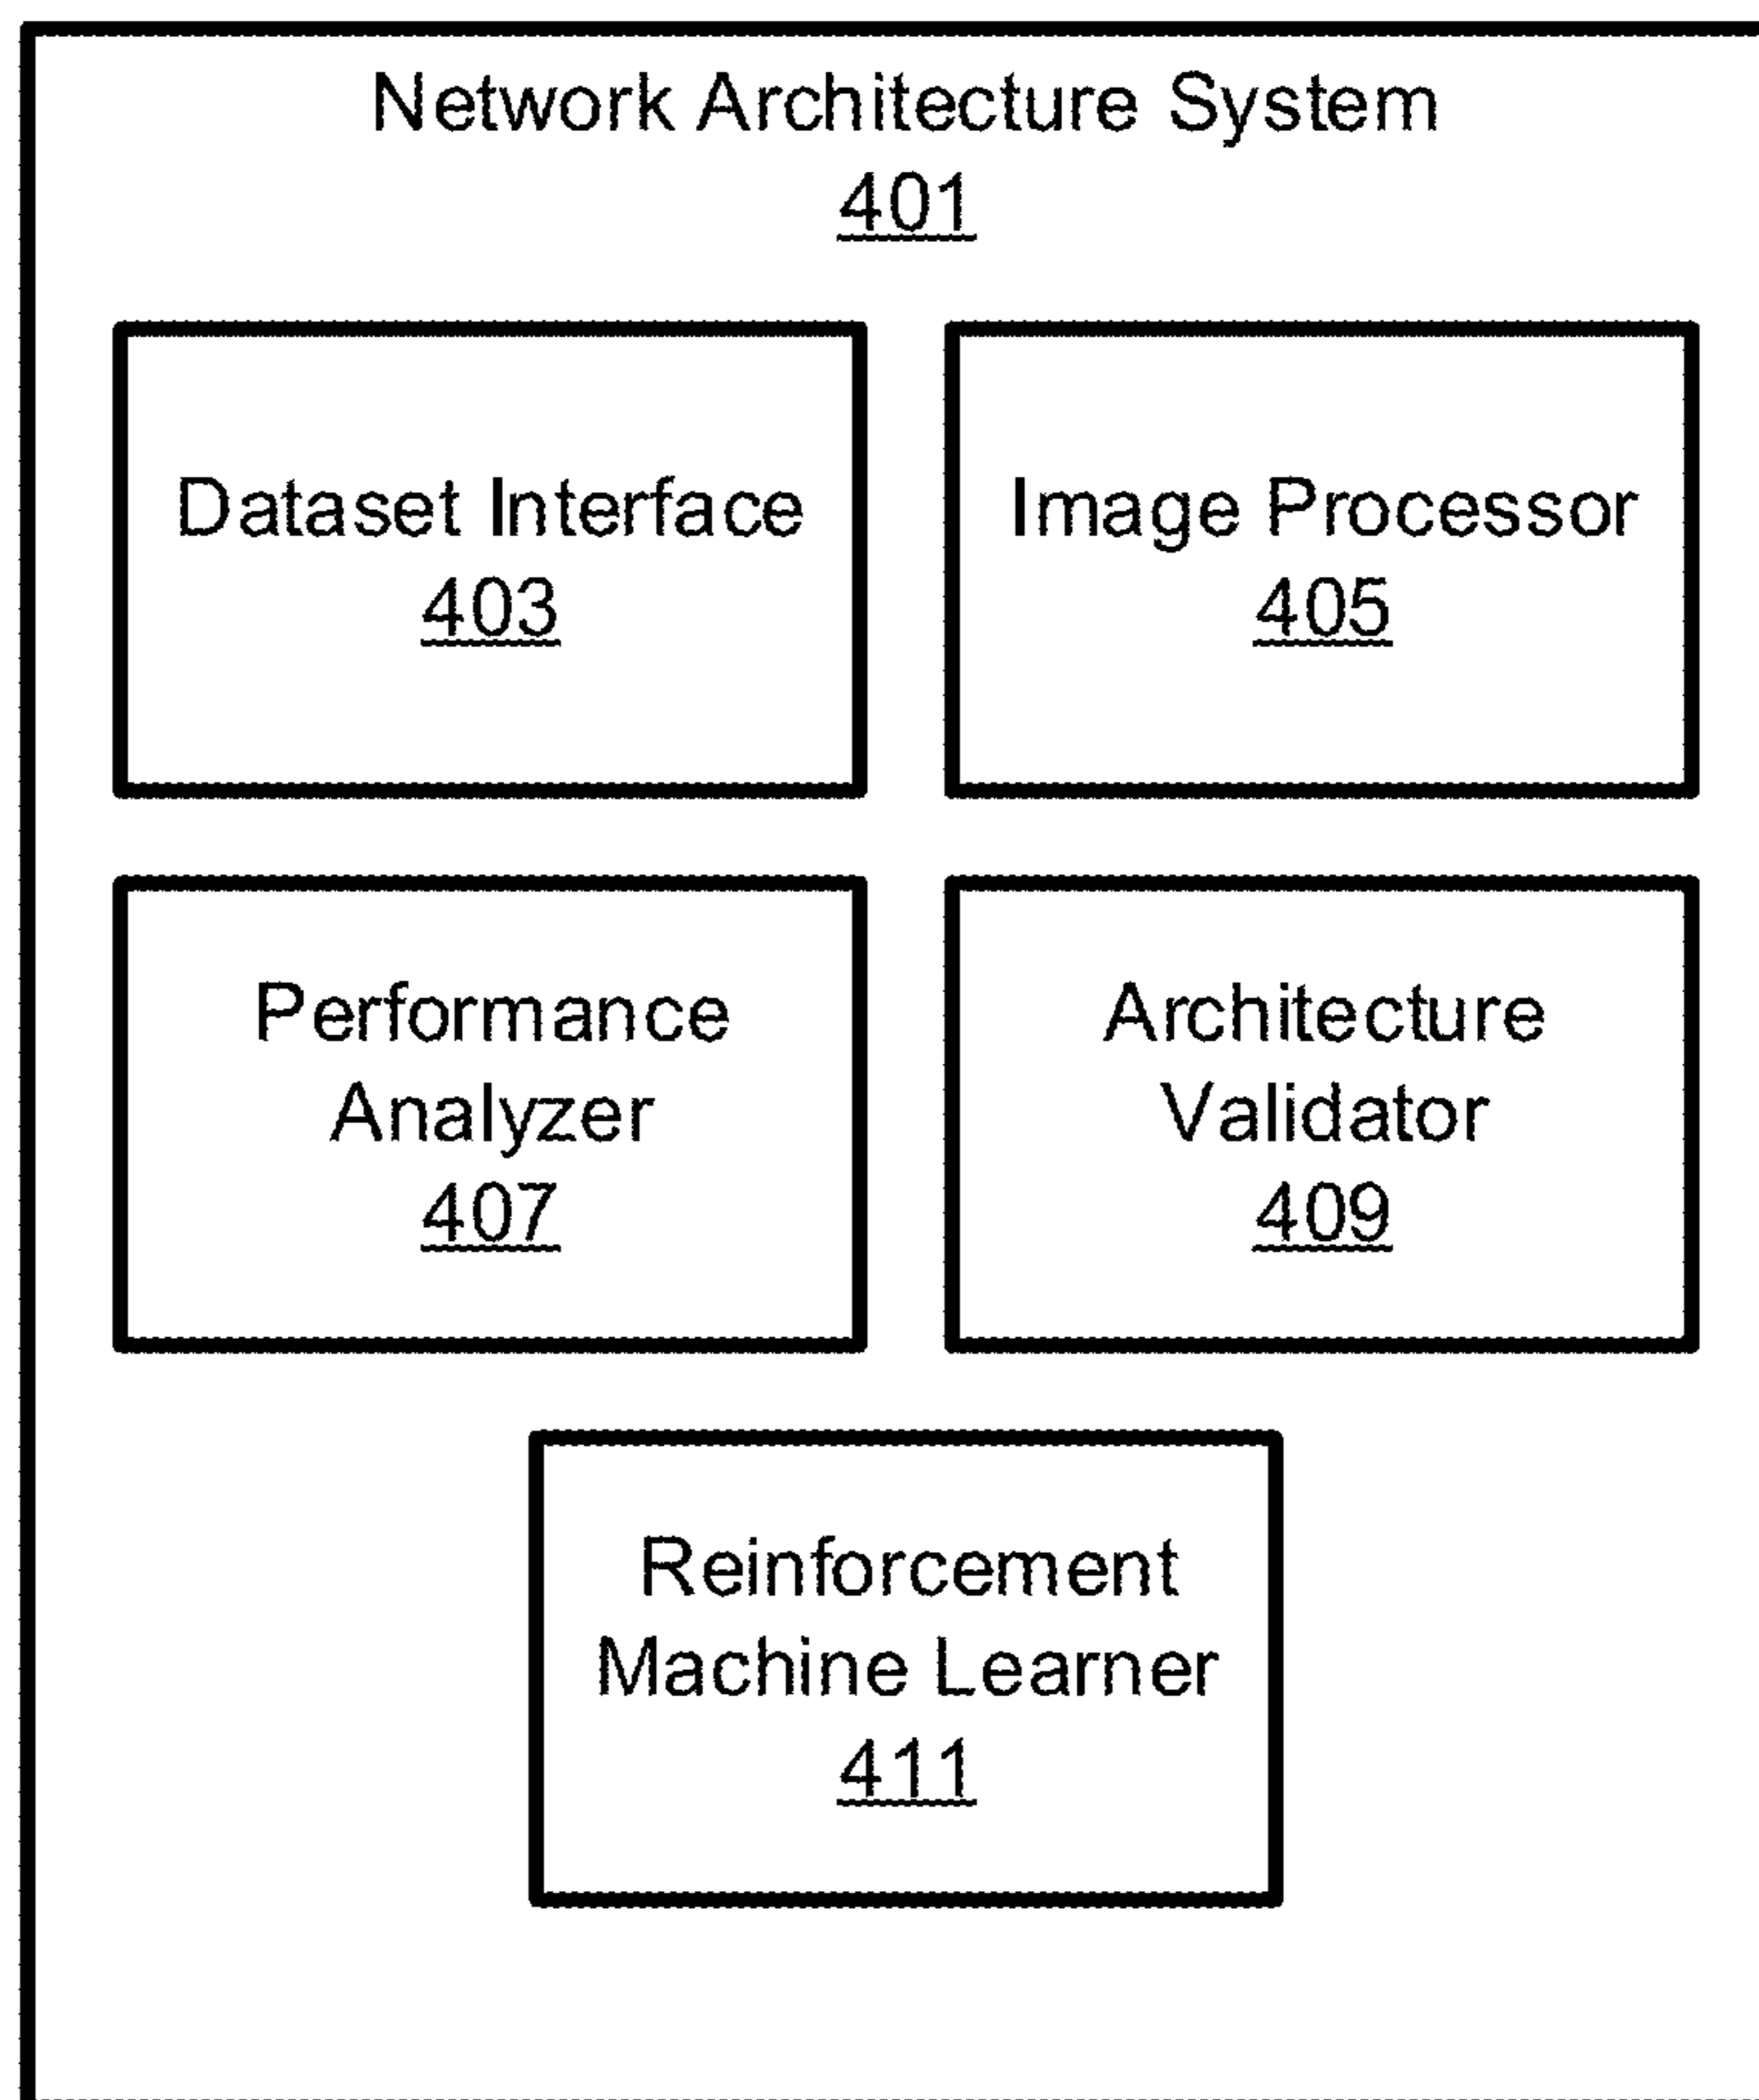 Network Architecture System
401
Dataset Interface
403
Image Processor
405
Performance
Analyzer
407
Architecture
Validator
409
Reinforcement
Machine Learner
411